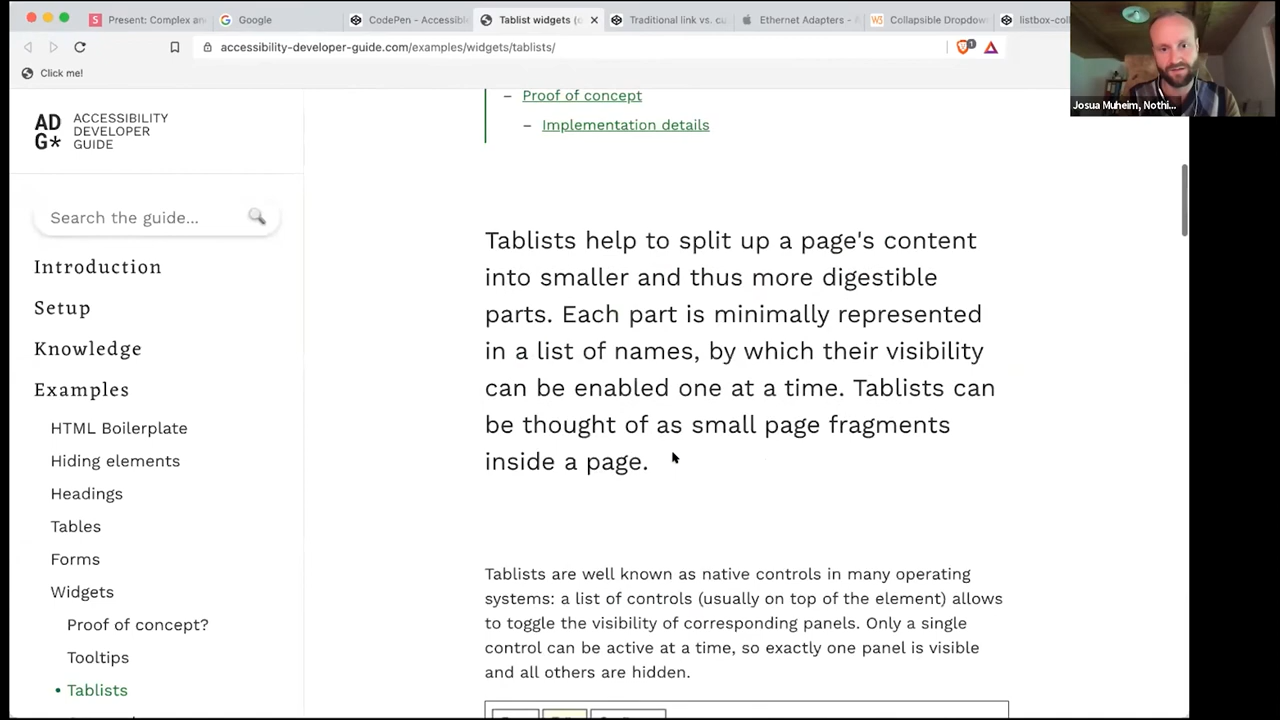 Present: Complex an
Google
CodePen - Accessibl
Tablist widgets (o
Traditional link vs. cu
Ethernet Adapters - A
Collapsible Dropdow
listbox-coll
accessibility-developer-guide.com/examples/widgets/tablists/
1
Click me!
Josua Muheim, Nothi...
AD
G*
ACCESSIBILITY
DEVELOPER
GUIDE
Search the guide...
Introduction
Setup
Knowledge
Examples
HTML Boilerplate
Hiding elements
Headings
Tables
Forms
Widgets
Proof of concept?
Tooltips
• Tablists
– Proof of concept
– Implementation details
Tablists help to split up a page's content
into smaller and thus more digestible
parts. Each part is minimally represented
in a list of names, by which their visibility
can be enabled one at a time. Tablists can
be thought of as small page fragments
inside a page.
Tablists are well known as native controls in many operating
systems: a list of controls (usually on top of the element) allows
to toggle the visibility of corresponding panels. Only a single
control can be active at a time, so exactly one panel is visible
and all others are hidden.